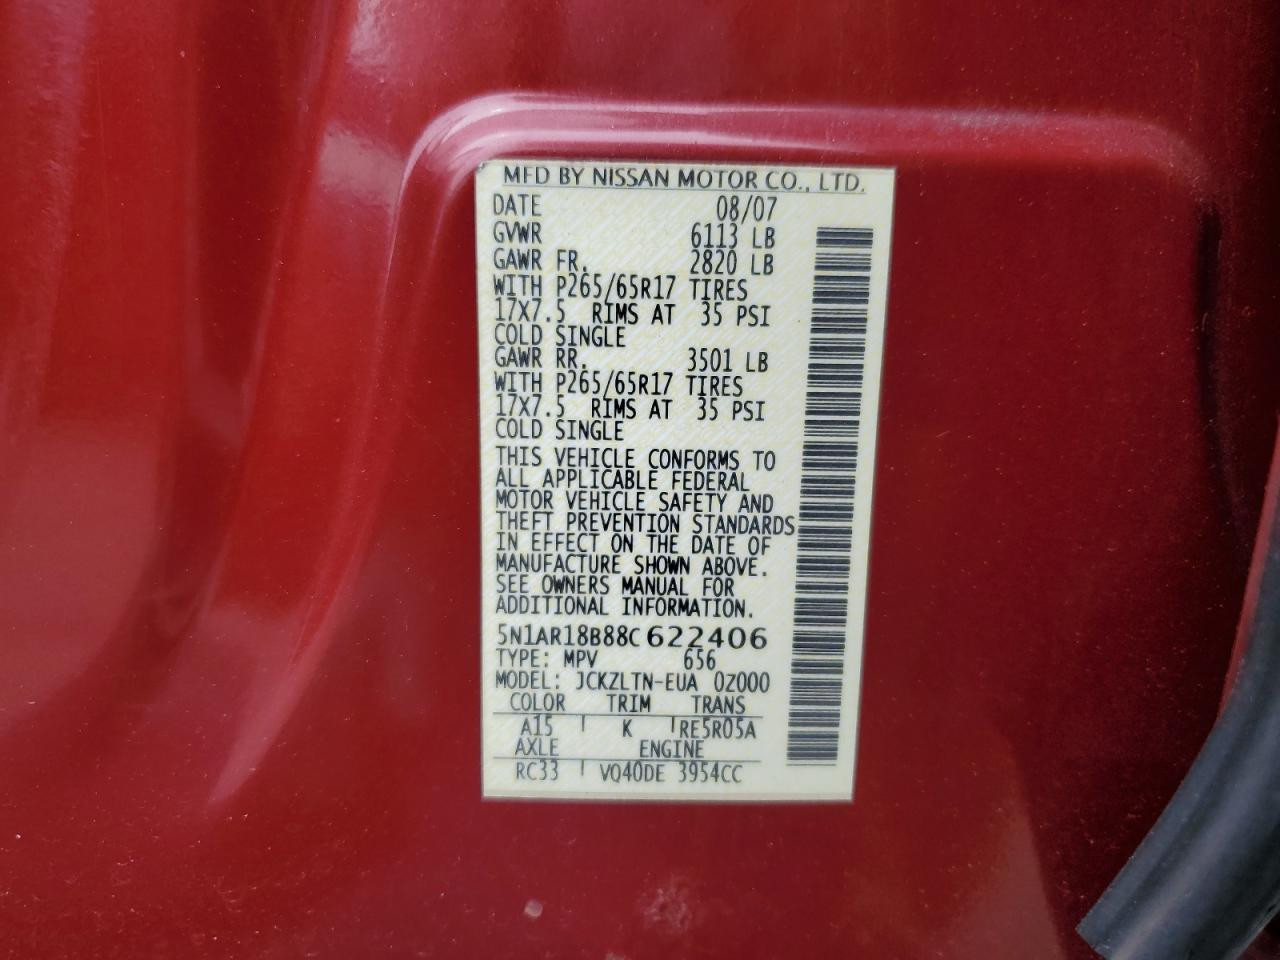 MFD BY NISSAN MOTOR CO., LTD.
DATE 08/07
GVWR 6113 LB
GAWR FR. 2820 LB
WITH P265/65R17 TIRES
17X7.5 RIMS AT 35 PSI
COLD SINGLE
GAWR RR. 3501 LB
WITH P265/65R17 TIRES
17X7.5 RIMS AT 35 PSI
COLD SINGLE
THIS VEHICLE CONFORMS TO
ALL APPLICABLE FEDERAL
MOTOR VEHICLE SAFETY AND
THEFT PREVENTION STANDARDS
IN EFFECT ON THE DATE OF
MANUFACTURE SHOWN ABOVE.
SEE OWNERS MANUAL FOR
ADDITIONAL INFORMATION.
5N1AR18B88C622406
TYPE: MPV 656
MODEL: JCKZLTN-EUA 0Z000
COLOR TRIM TRANS
A15 K RE5R05A
AXLE ENGINE
RC33 VQ40DE 3954CC